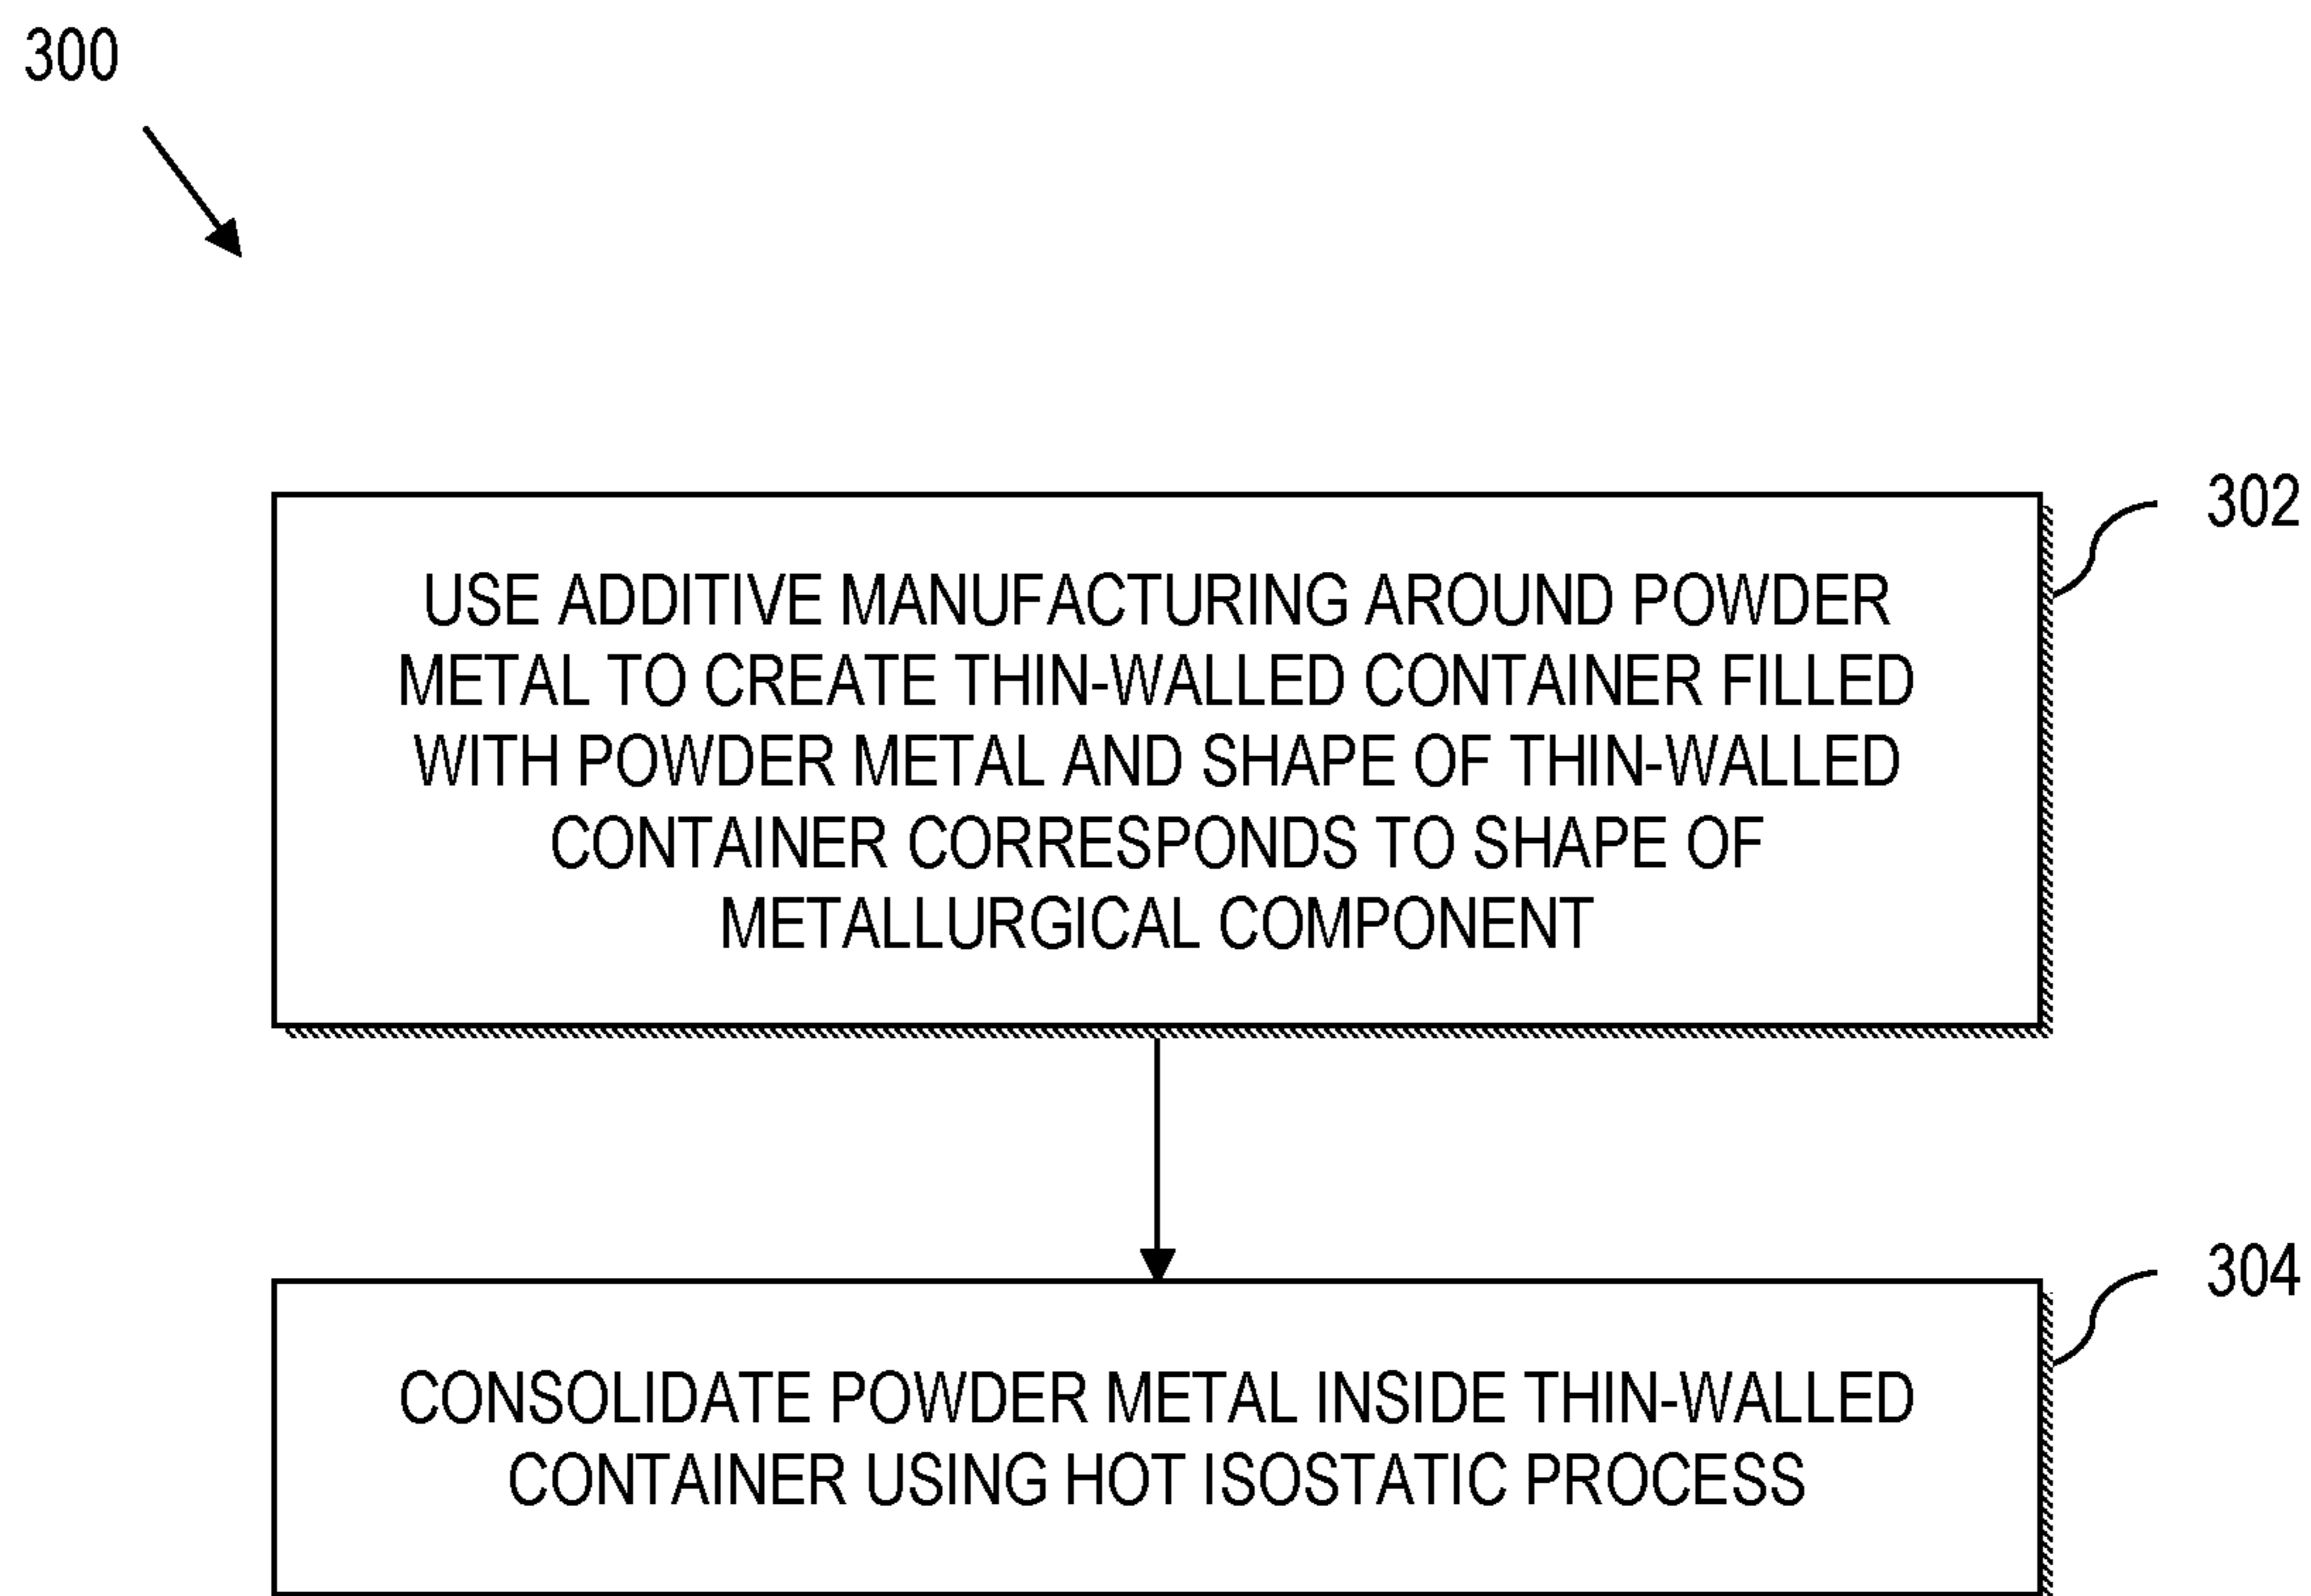 300
302
USE ADDITIVE MANUFACTURING AROUND POWDER
METAL TO CREATE THIN-WALLED CONTAINER FILLED
WITH POWDER METAL AND SHAPE OF THIN-WALLED
CONTAINER CORRESPONDS TO SHAPE OF
METALLURGICAL COMPONENT
304
CONSOLIDATE POWDER METAL INSIDE THIN-WALLED
CONTAINER USING HOT ISOSTATIC PROCESS